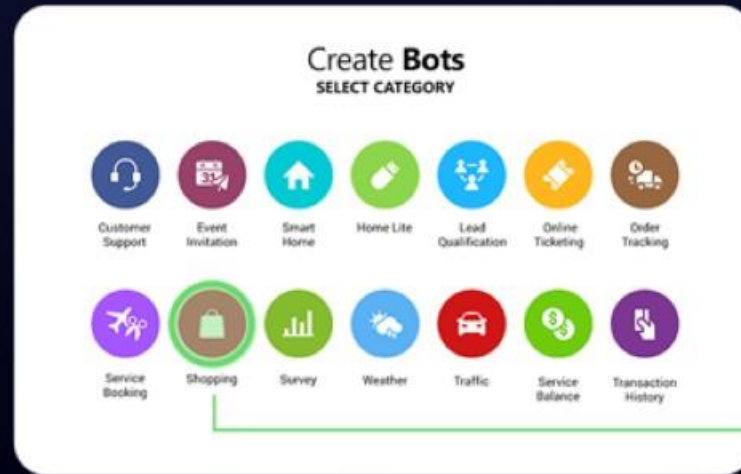 Create Bots
SELECT CATEGORY
31
Customer
Support
Event
Invitation
Smart
Home
Home Lite
Lead
Qualification
Online
Ticketing
Order
Tracking
$
$
Service
Booking
Shopping
Survey
Weather
Traffic
Service
Balance
Transaction
History